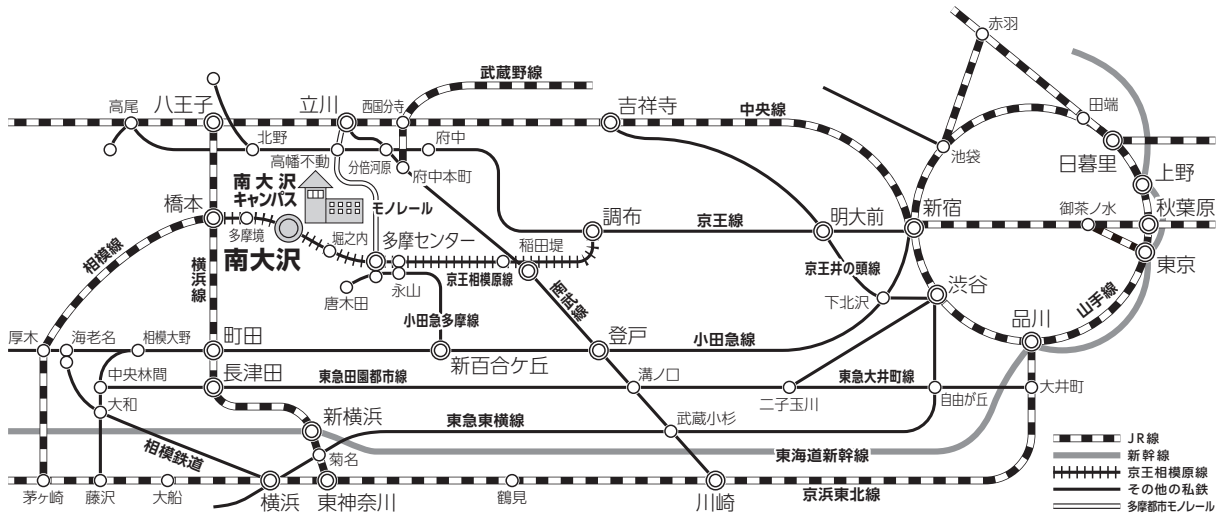 赤羽
武蔵野線
高尾
八王子
立川
西国分寺
吉祥寺
中央線
田端
北野
府中
高幡不動
分倍河原
池袋
日暮里
府中本町
上野
南大沢
キャンパス
モノレール
橋本
調布
京王線
明大前
新宿
御茶ノ水
秋葉原
多摩境
堀之内
多摩センター
稲田堤
南大沢
東京
相模線
横浜線
京王相模原線
京王井の頭線
唐木田
永山
南武線
下北沢
渋谷
山手線
小田急多摩線
品川
厚木
海老名
相模大野
町田
新百合ケ丘
登戸
小田急線
中央林間
長津田
東急田園都市線
溝ノ口
東急大井町線
二子玉川
自由が丘
大井町
大和
新横浜
東急東横線
武蔵小杉
相模鉄道
菊名
東海道新幹線
茅ヶ崎
藤沢
大船
横浜
東神奈川
鶴見
川崎
京浜東北線
JR線
新幹線
京王相模原線
その他の私鉄
多摩都市モノレール